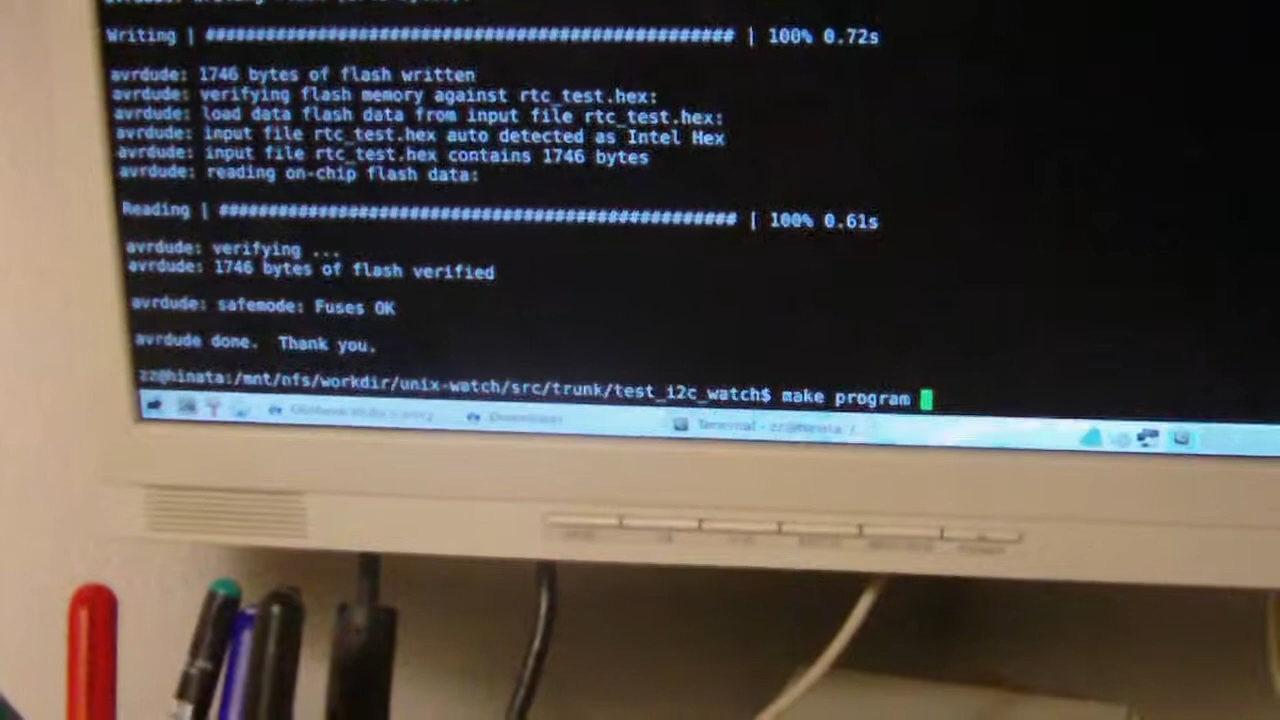 Writing | ################################################## | 100% 0.72s
avrdude: 1746 bytes of flash written
avrdude: verifying flash memory against rtc_test.hex:
avrdude: load data flash data from input file rtc_test.hex:
avrdude: input file rtc_test.hex auto detected as Intel Hex
avrdude: input file rtc_test.hex contains 1746 bytes
avrdude: reading on-chip flash data:
Reading | ################################################## | 100% 0.61s
avrdude: verifying ...
avrdude: 1746 bytes of flash verified
avrdude: safemode: Fuses OK
avrdude done.  Thank you.
zz@hinata:/mnt/nfs/workdir/unix-watch/src/trunk/test_i2c_watch$ make program
Terminal - zz@hinata: /